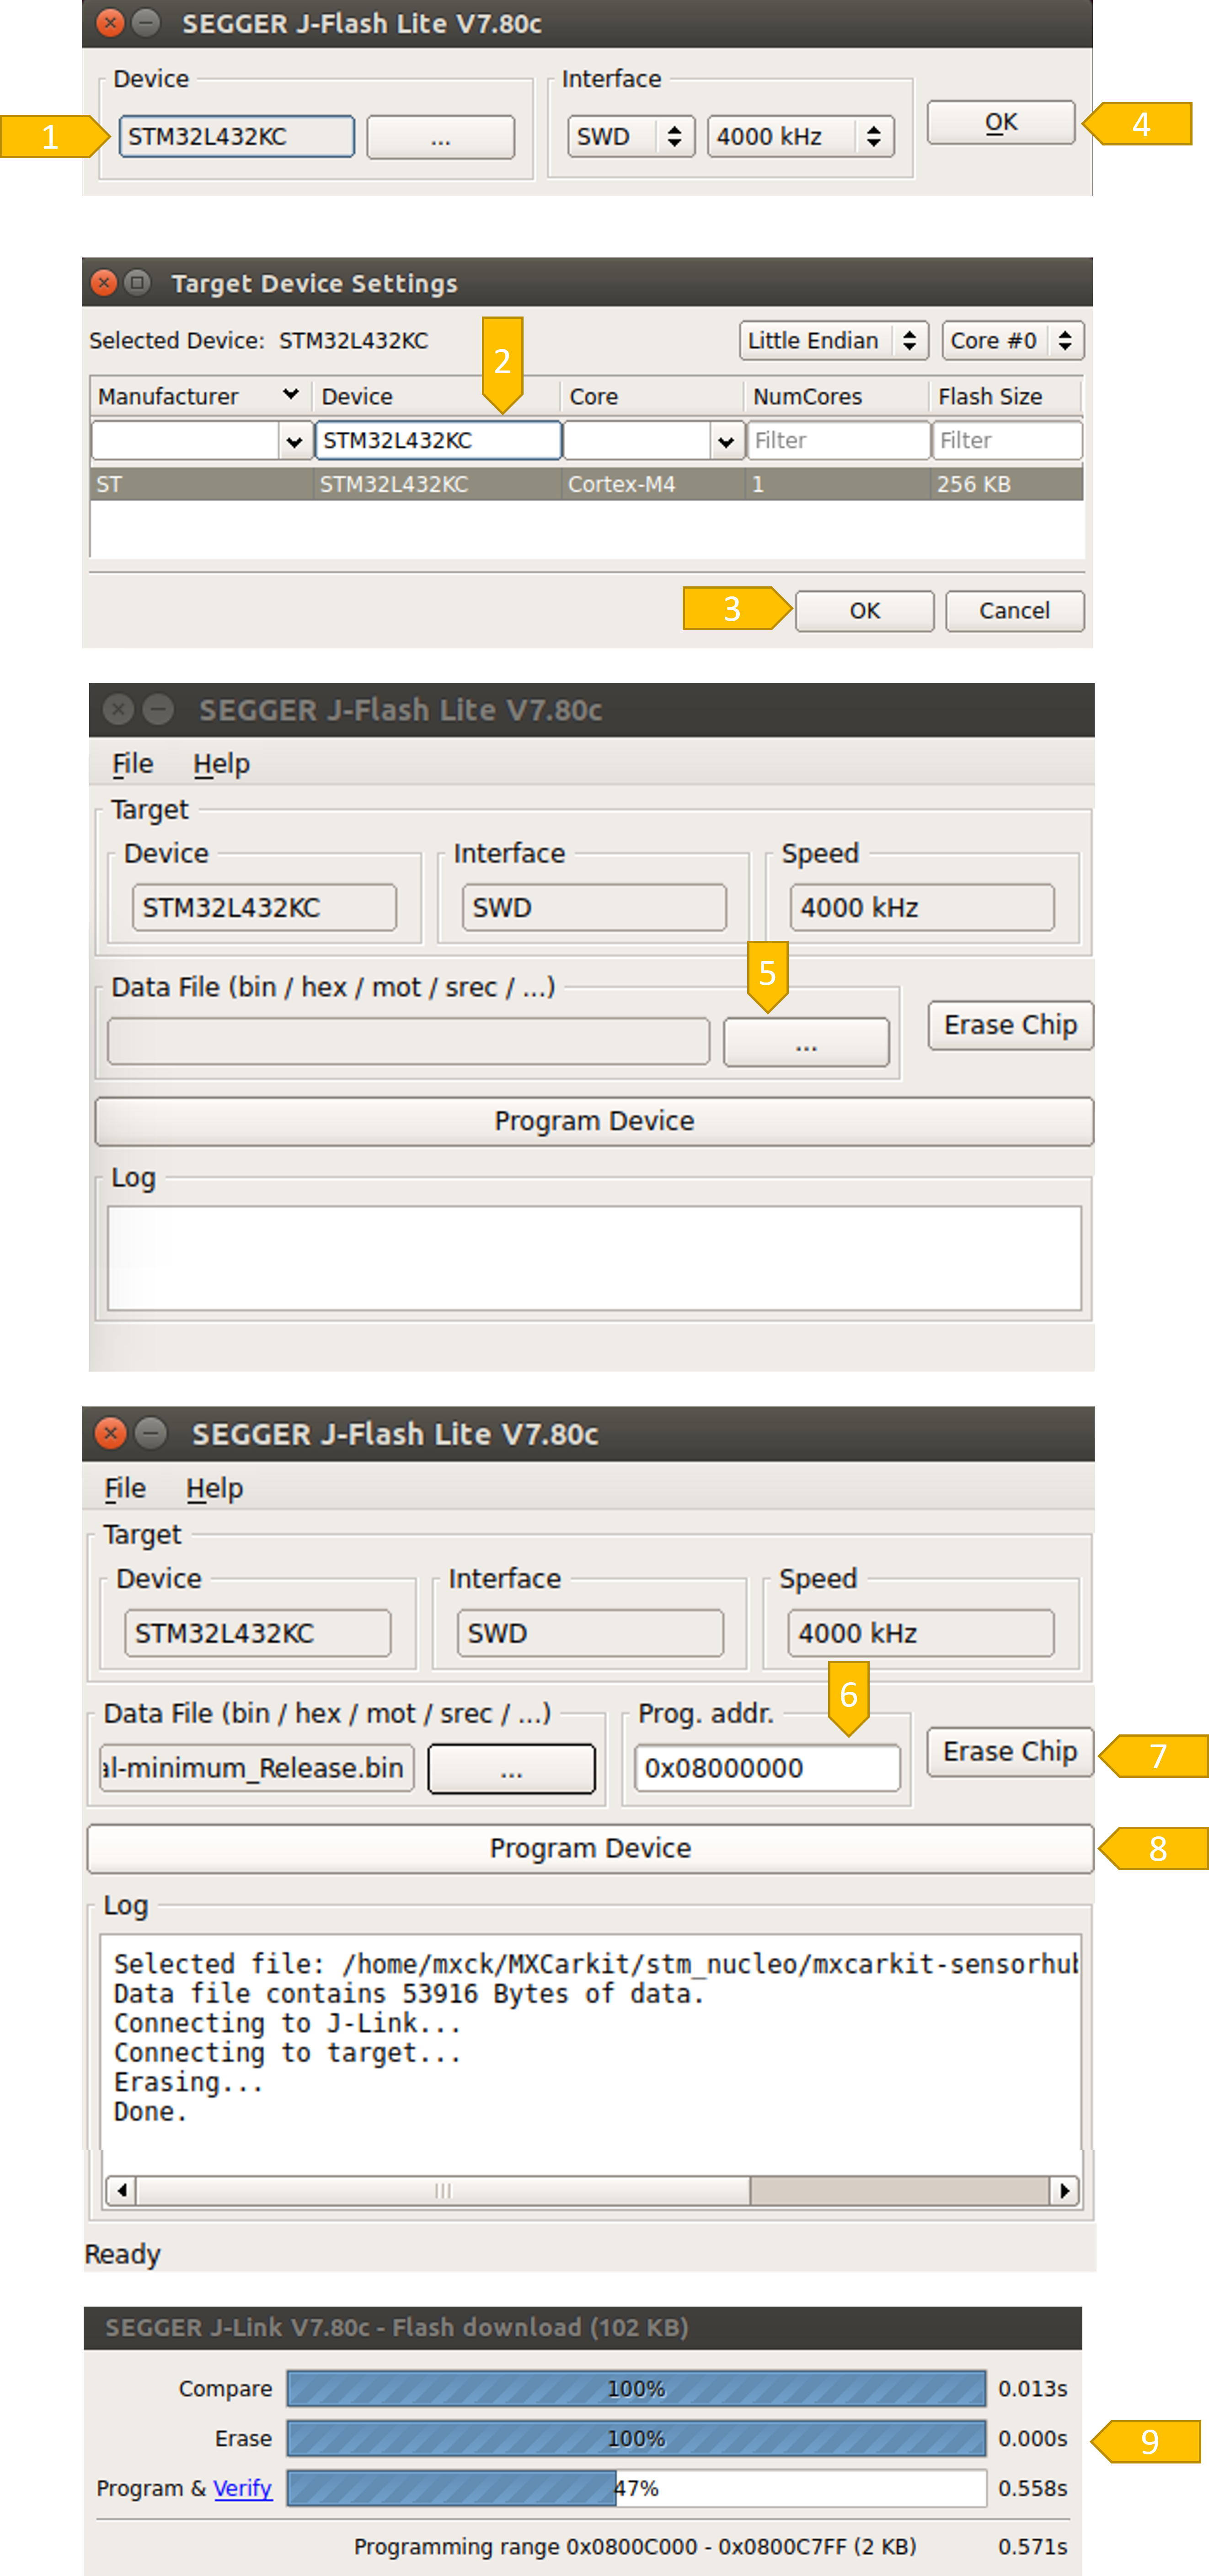 SEGGER J-Flash Lite V7.80c
Device Interface
1 STM32L432KC ... SWD 4000 kHz OK 4
Target Device Settings
Selected Device: STM32L432KC 2 Little Endian Core #0
Manufacturer Device Core NumCores Flash Size
STM32L432KC Filter Filter
ST STM32L432KC Cortex-M4 1 256 KB
3 OK Cancel
SEGGER J-Flash Lite V7.80c
File Help
Target
Device Interface Speed
STM32L432KC SWD 4000 kHz
5
Data File (bin / hex / mot / srec / ...)
... Erase Chip
Program Device
Log
SEGGER J-Flash Lite V7.80c
File Help
Target
Device Interface Speed
STM32L432KC SWD 4000 kHz
6
Data File (bin / hex / mot / srec / ...) Prog. addr.
al-minimum_Release.bin ... 0x08000000 Erase Chip 7
Program Device 8
Log
Selected file: /home/mxck/MXCarkit/stm_nucleo/mxcarkit-sensorhub
Data file contains 53916 Bytes of data.
Connecting to J-Link...
Connecting to target...
Erasing...
Done.
Ready
SEGGER J-Link V7.80c - Flash download (102 KB)
Compare 100% 0.013s
Erase 100% 0.000s 9
Program & Verify 47% 0.558s
Programming range 0x0800C000 - 0x0800C7FF (2 KB) 0.571s